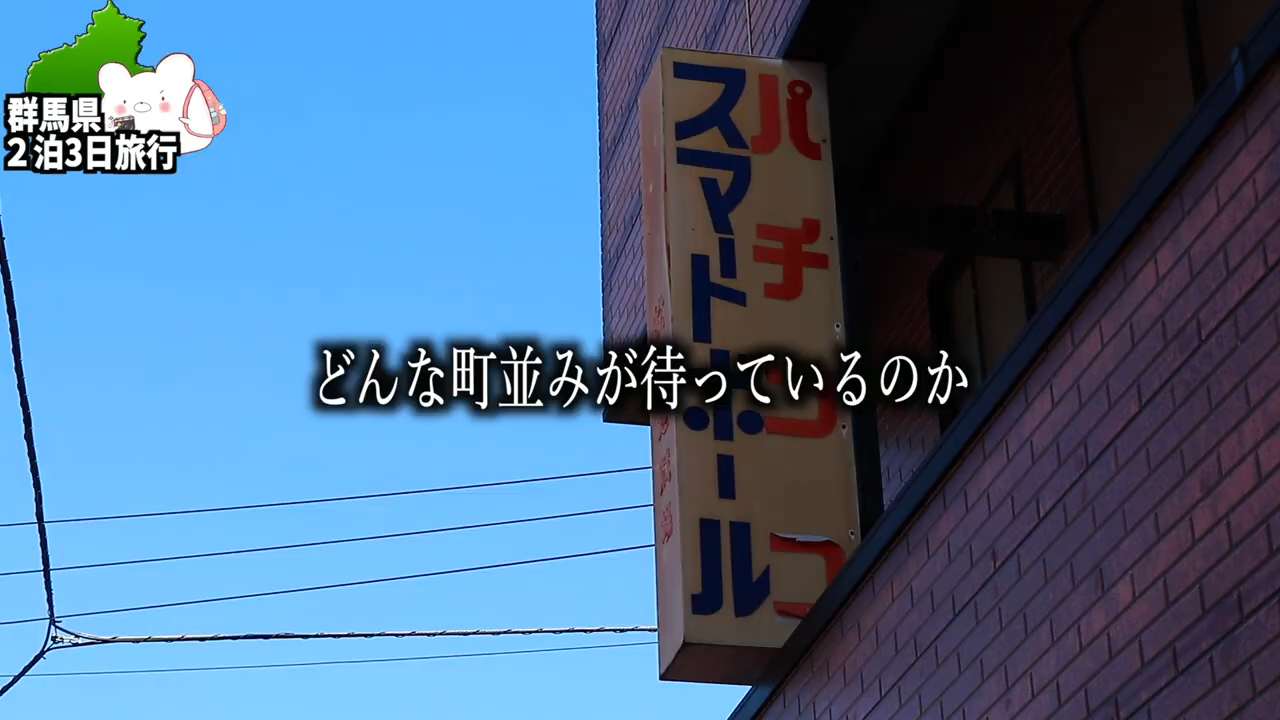 群馬県
２泊3日旅行
パチンコ
スマートボール
どんな町並みが待っているのか